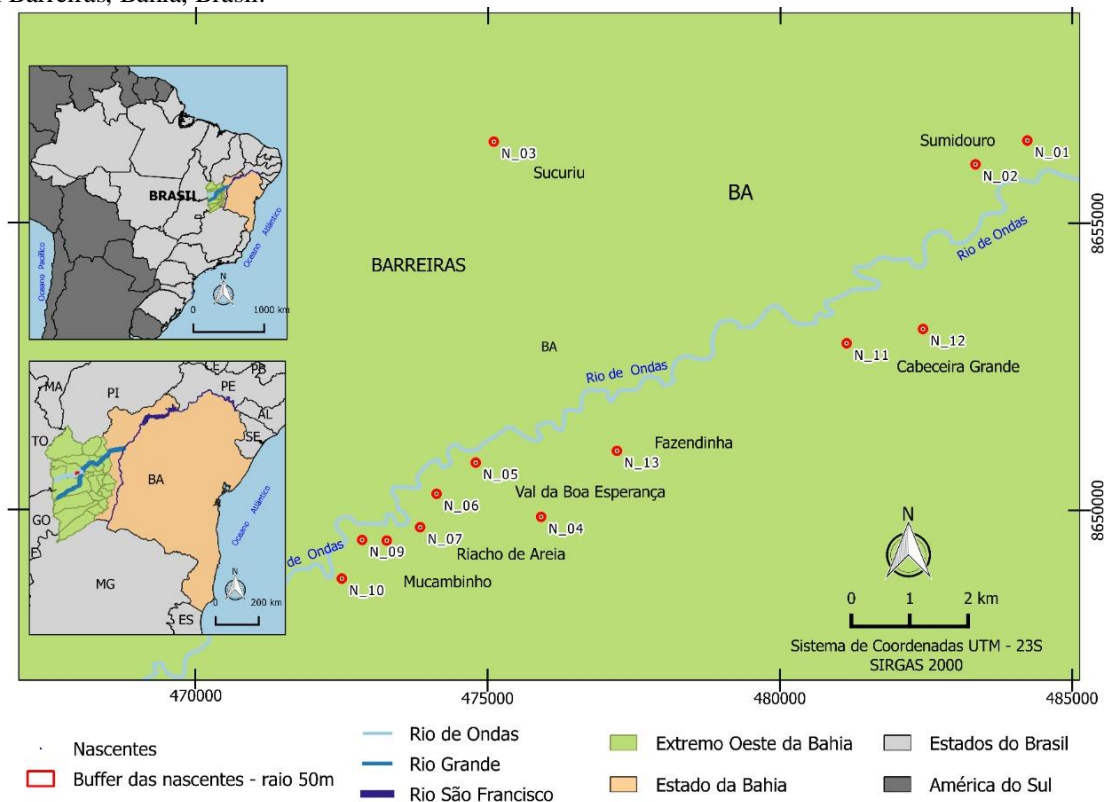 Barreiras, Bahia, Brasil.
BRASIL
Oceano Pacífico
Oceano Atlântico
N
0 1000 km
MA
PI
CE
PB
PE
AL
SE
TO
BA
GO
MG
ES
Oceano Atlântico
N
0 200 km
N_03
Sucuriu
Sumidouro
N_01
N_02
BA
Rio de Ondas
BARREIRAS
BA
Rio de Ondas
N_11
N_12
Cabeceira Grande
Fazendinha
N_13
N_05
Val da Boa Esperança
N_06
N_04
N_07
Riacho de Areia
de Ondas
N_09
Mucambinho
N_10
N
0 1 2 km
Sistema de Coordenadas UTM - 23S
SIRGAS 2000
8655000
8650000
470000 475000 480000 485000
Nascentes
Buffer das nascentes - raio 50m
Rio de Ondas
Rio Grande
Rio São Francisco
Extremo Oeste da Bahia
Estado da Bahia
Estados do Brasil
América do Sul